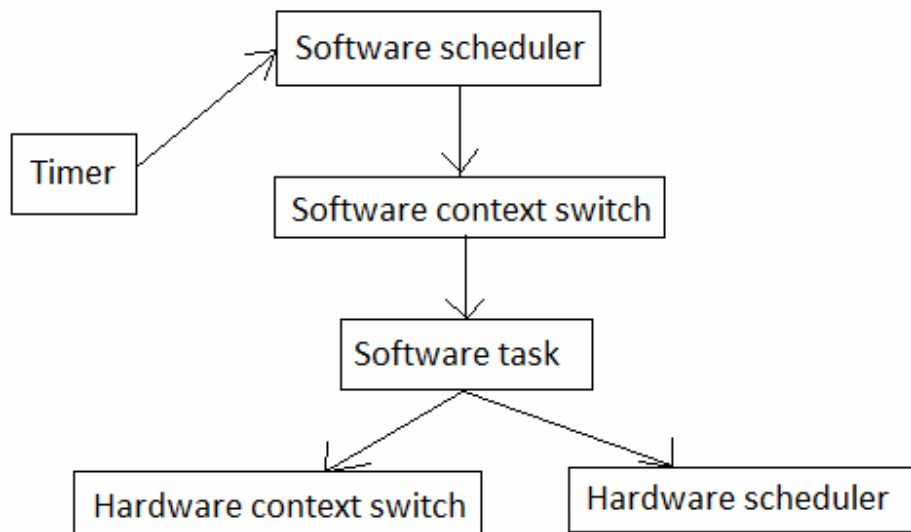 Software scheduler
Timer
Software context switch
Software task
Hardware context switch
Hardware scheduler